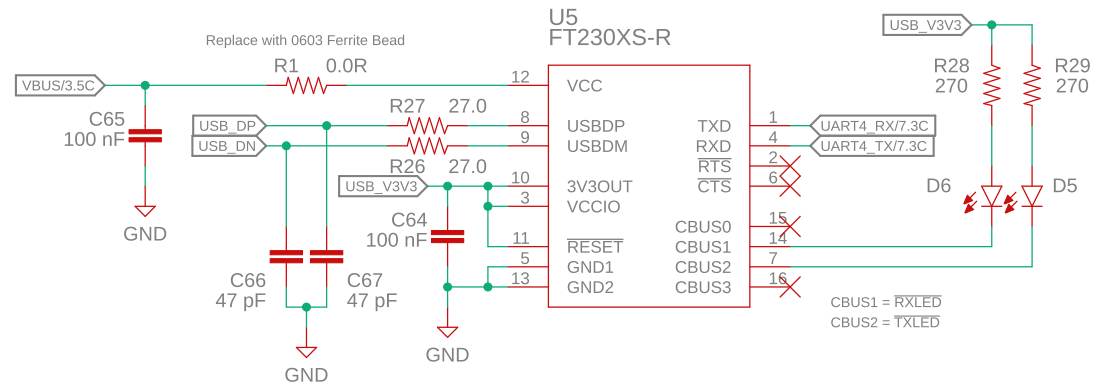 U5
FT230XS-R
Replace with 0603 Ferrite Bead
R1 0.0R
VBUS/3.5C
12
VCC
C65
100 nF
GND
R27 27.0
USB_DP
8
USBDP
USB_DN
9
USBDM
R26 27.0
USB_V3V3
10
3V3OUT
3
VCCIO
C64
100 nF
11
RESET
5
GND1
13
GND2
C66
47 pF
C67
47 pF
GND
GND
TXD
1
UART4_RX/7.3C
RXD
4
UART4_TX/7.3C
RTS
2
CTS
6
CBUS0
15
CBUS1
14
CBUS2
7
CBUS3
16
USB_V3V3
R28
270
R29
270
D6
D5
CBUS1 = RXLED
CBUS2 = TXLED